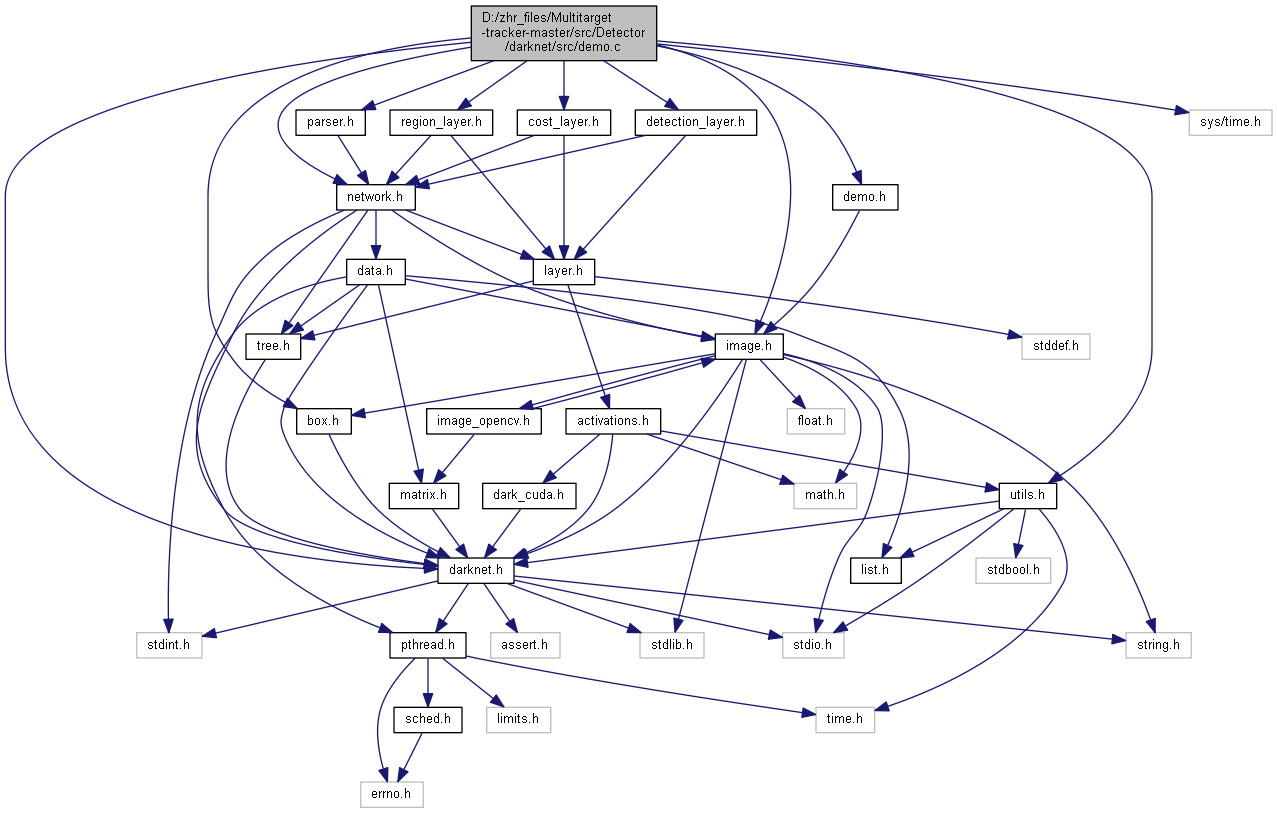 D:/zhr_files/Multitarget
-tracker-master/src/Detector
/darknet/src/demo.c
parser.h
region_layer.h
cost_layer.h
detection_layer.h
sys/time.h
network.h
demo.h
data.h
layer.h
tree.h
image.h
stddef.h
box.h
image_opencv.h
activations.h
float.h
matrix.h
dark_cuda.h
math.h
utils.h
darknet.h
list.h
stdbool.h
stdint.h
pthread.h
assert.h
stdlib.h
stdio.h
string.h
sched.h
limits.h
time.h
errno.h